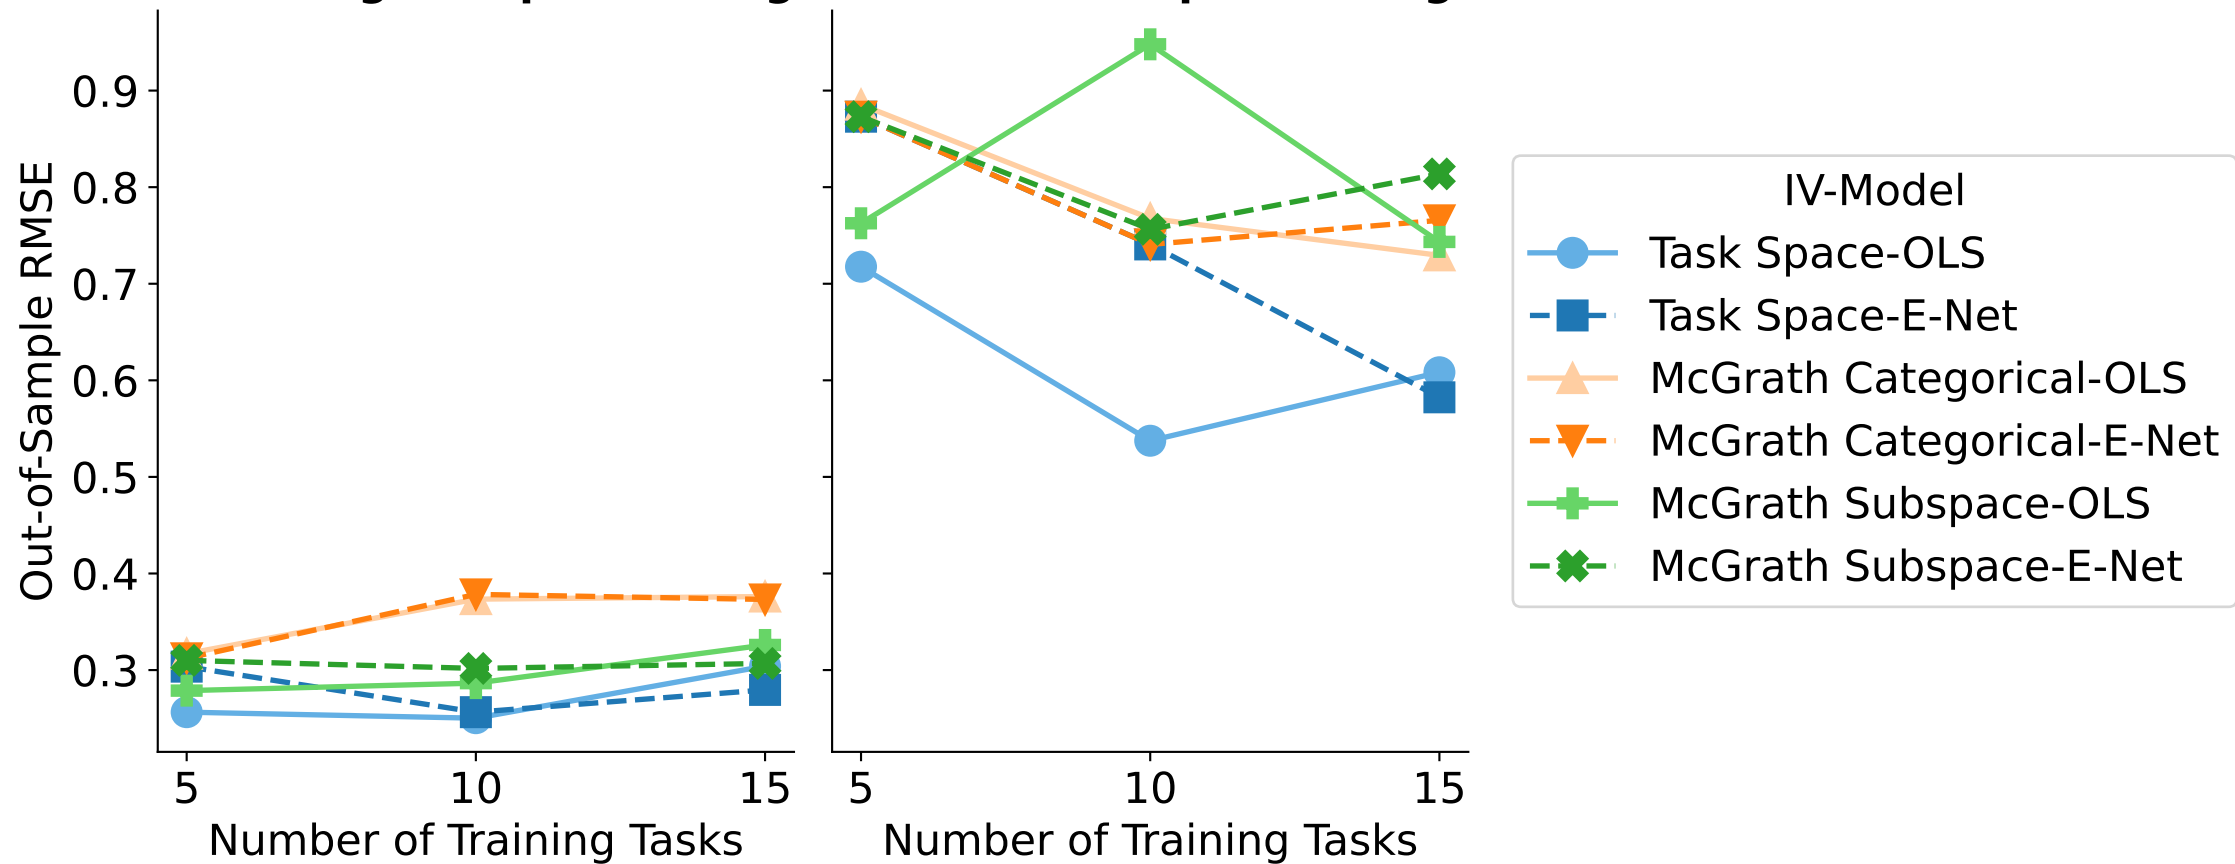 Out-of-Sample RMSE
0.9
0.8
0.7
0.6
0.5
0.4
0.3
5 10 15
Number of Training Tasks
5 10 15
Number of Training Tasks
IV-Model
Task Space-OLS
Task Space-E-Net
McGrath Categorical-OLS
McGrath Categorical-E-Net
McGrath Subspace-OLS
McGrath Subspace-E-Net